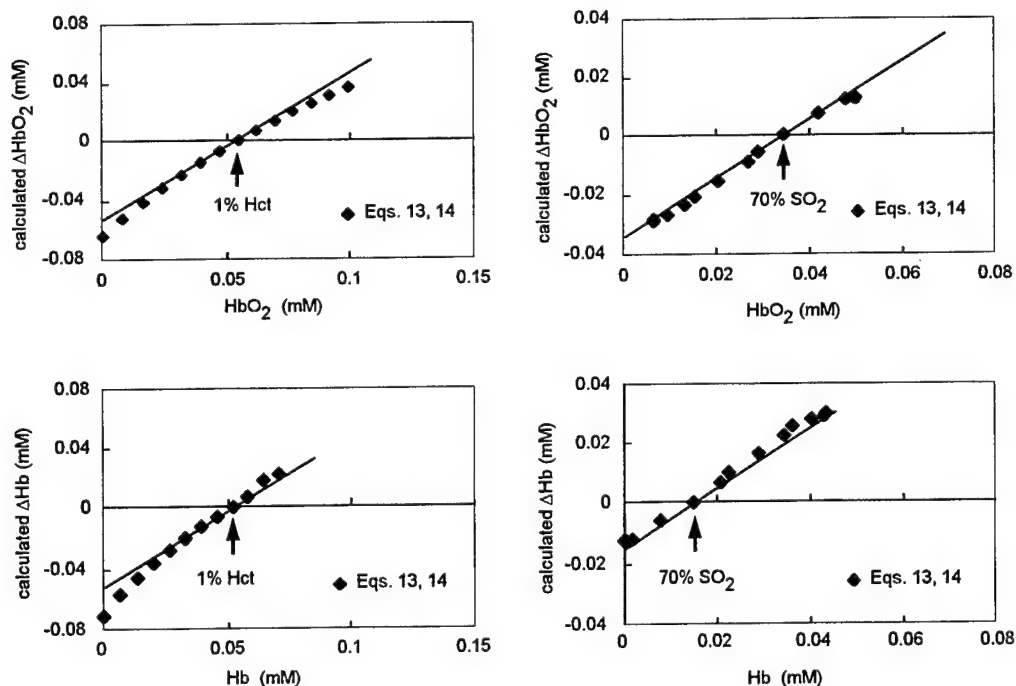 calculated ΔHbO2 (mM)
0.08
0.04
0
-0.04
-0.08
1% Hct
Eqs. 13, 14
0 0.05 0.1 0.15
HbO2 (mM)
calculated ΔHbO2 (mM)
0.04
0.02
0
-0.02
-0.04
70% SO2
Eqs. 13, 14
0 0.02 0.04 0.06 0.08
HbO2 (mM)
calculated ΔHb (mM)
0.08
0.04
0
-0.04
-0.08
1% Hct
Eqs. 13, 14
0 0.05 0.1 0.15
Hb (mM)
calculated ΔHb (mM)
0.04
0.02
0
-0.02
-0.04
70% SO2
Eqs. 13, 14
0 0.02 0.04 0.06 0.08
Hb (mM)